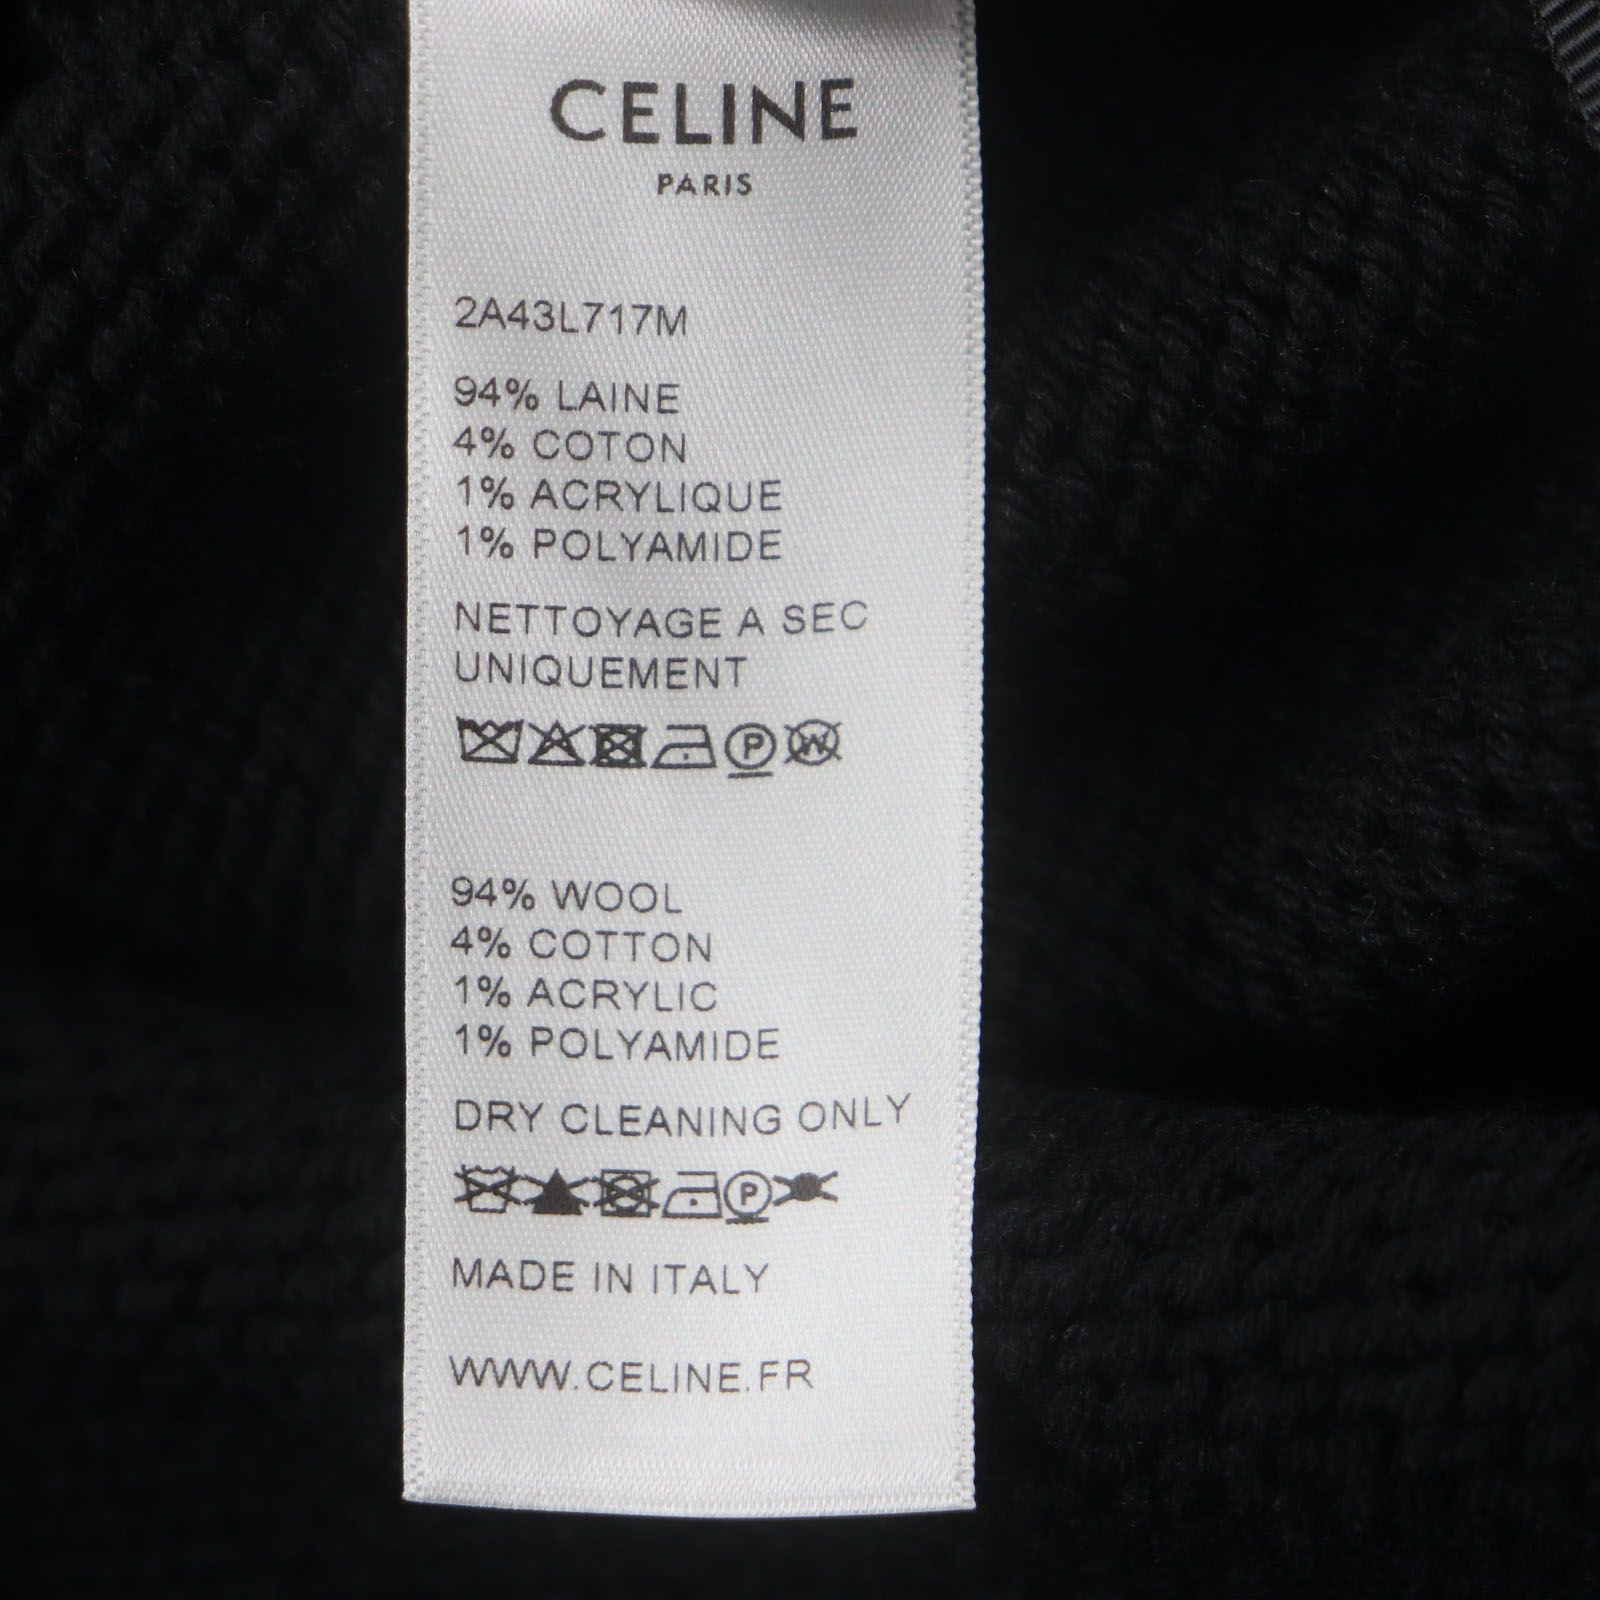 CELINE
PARIS
2A43L717M
94% LAINE
4% COTON
1% ACRYLIQUE
1% POLYAMIDE
NETTOYAGE A SEC
UNIQUEMENT
P W
94% WOOL
4% COTTON
1% ACRYLIC
1% POLYAMIDE
DRY CLEANING ONLY
P
MADE IN ITALY
WWW.CELINE.FR